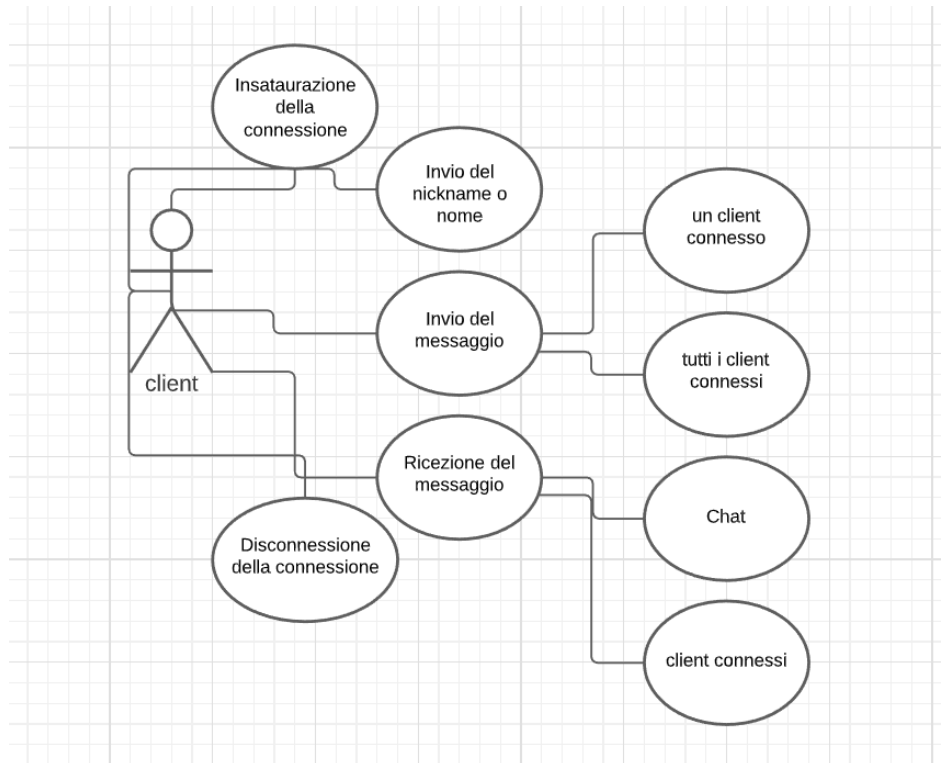 Insataurazione
della
connessione
Invio del
nickname o
nome
un client
connesso
Invio del
messaggio
tutti i client
connessi
client
Ricezione del
messaggio
Chat
Disconnessione
della connessione
client connessi